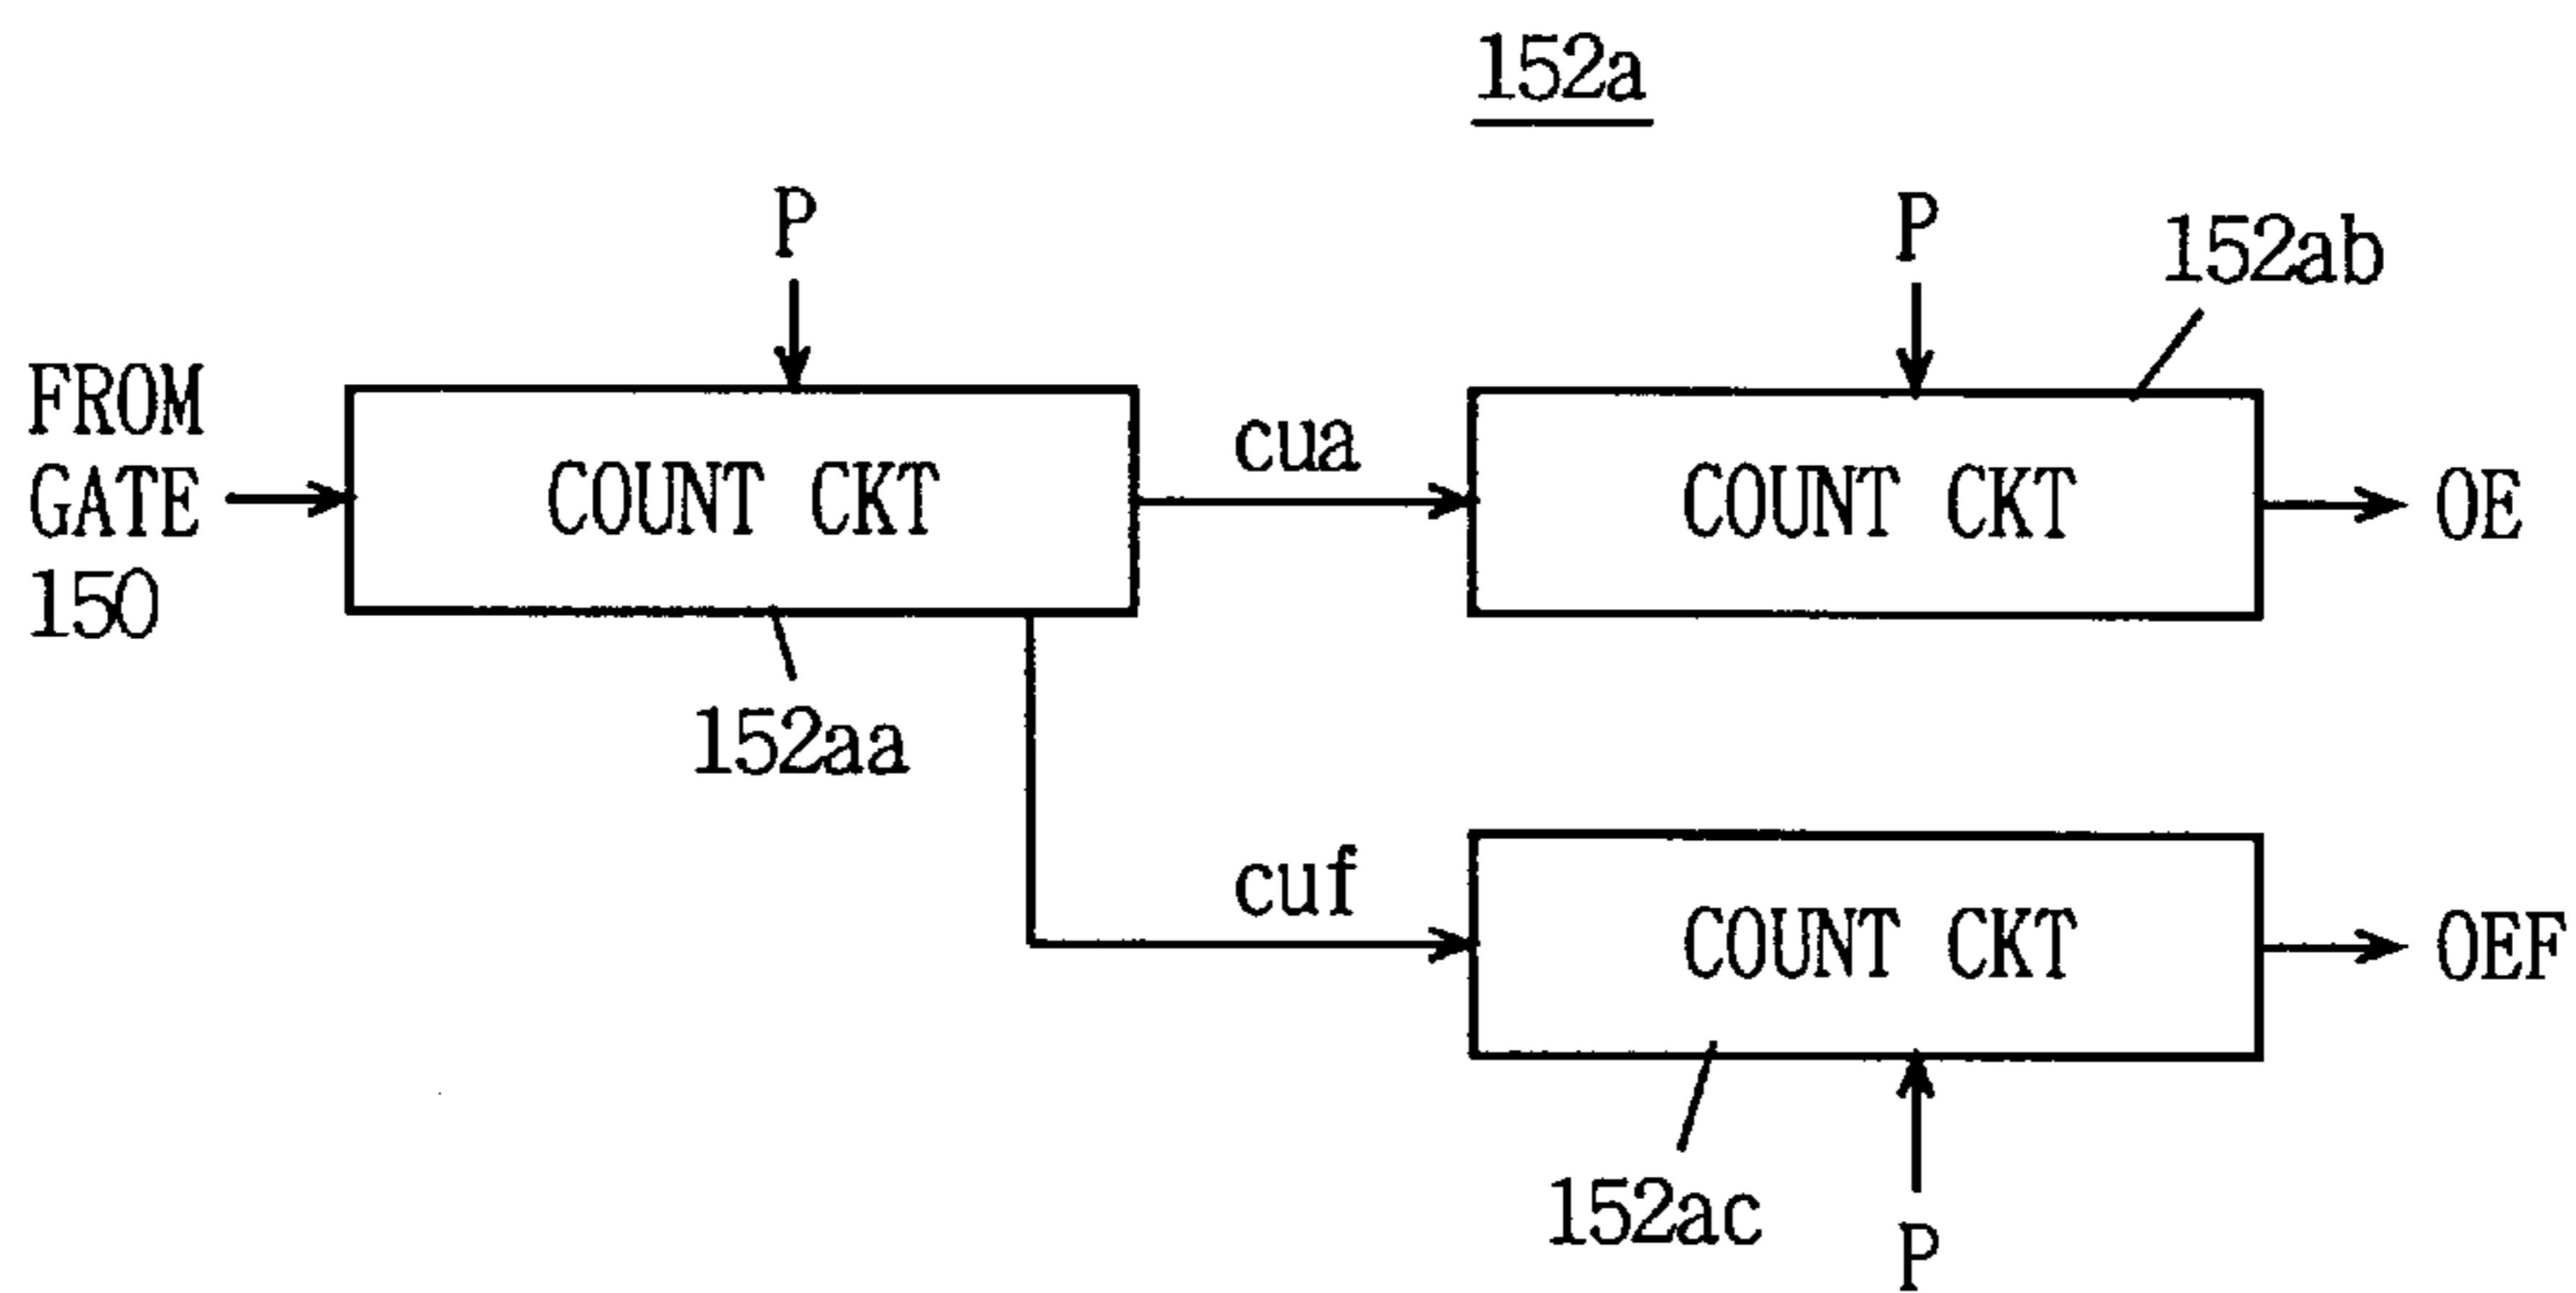 152a
P
P
152ab
FROM
GATE
150
COUNT CKT
cua
COUNT CKT
OE
152aa
cuf
COUNT CKT
OEF
152ac
P